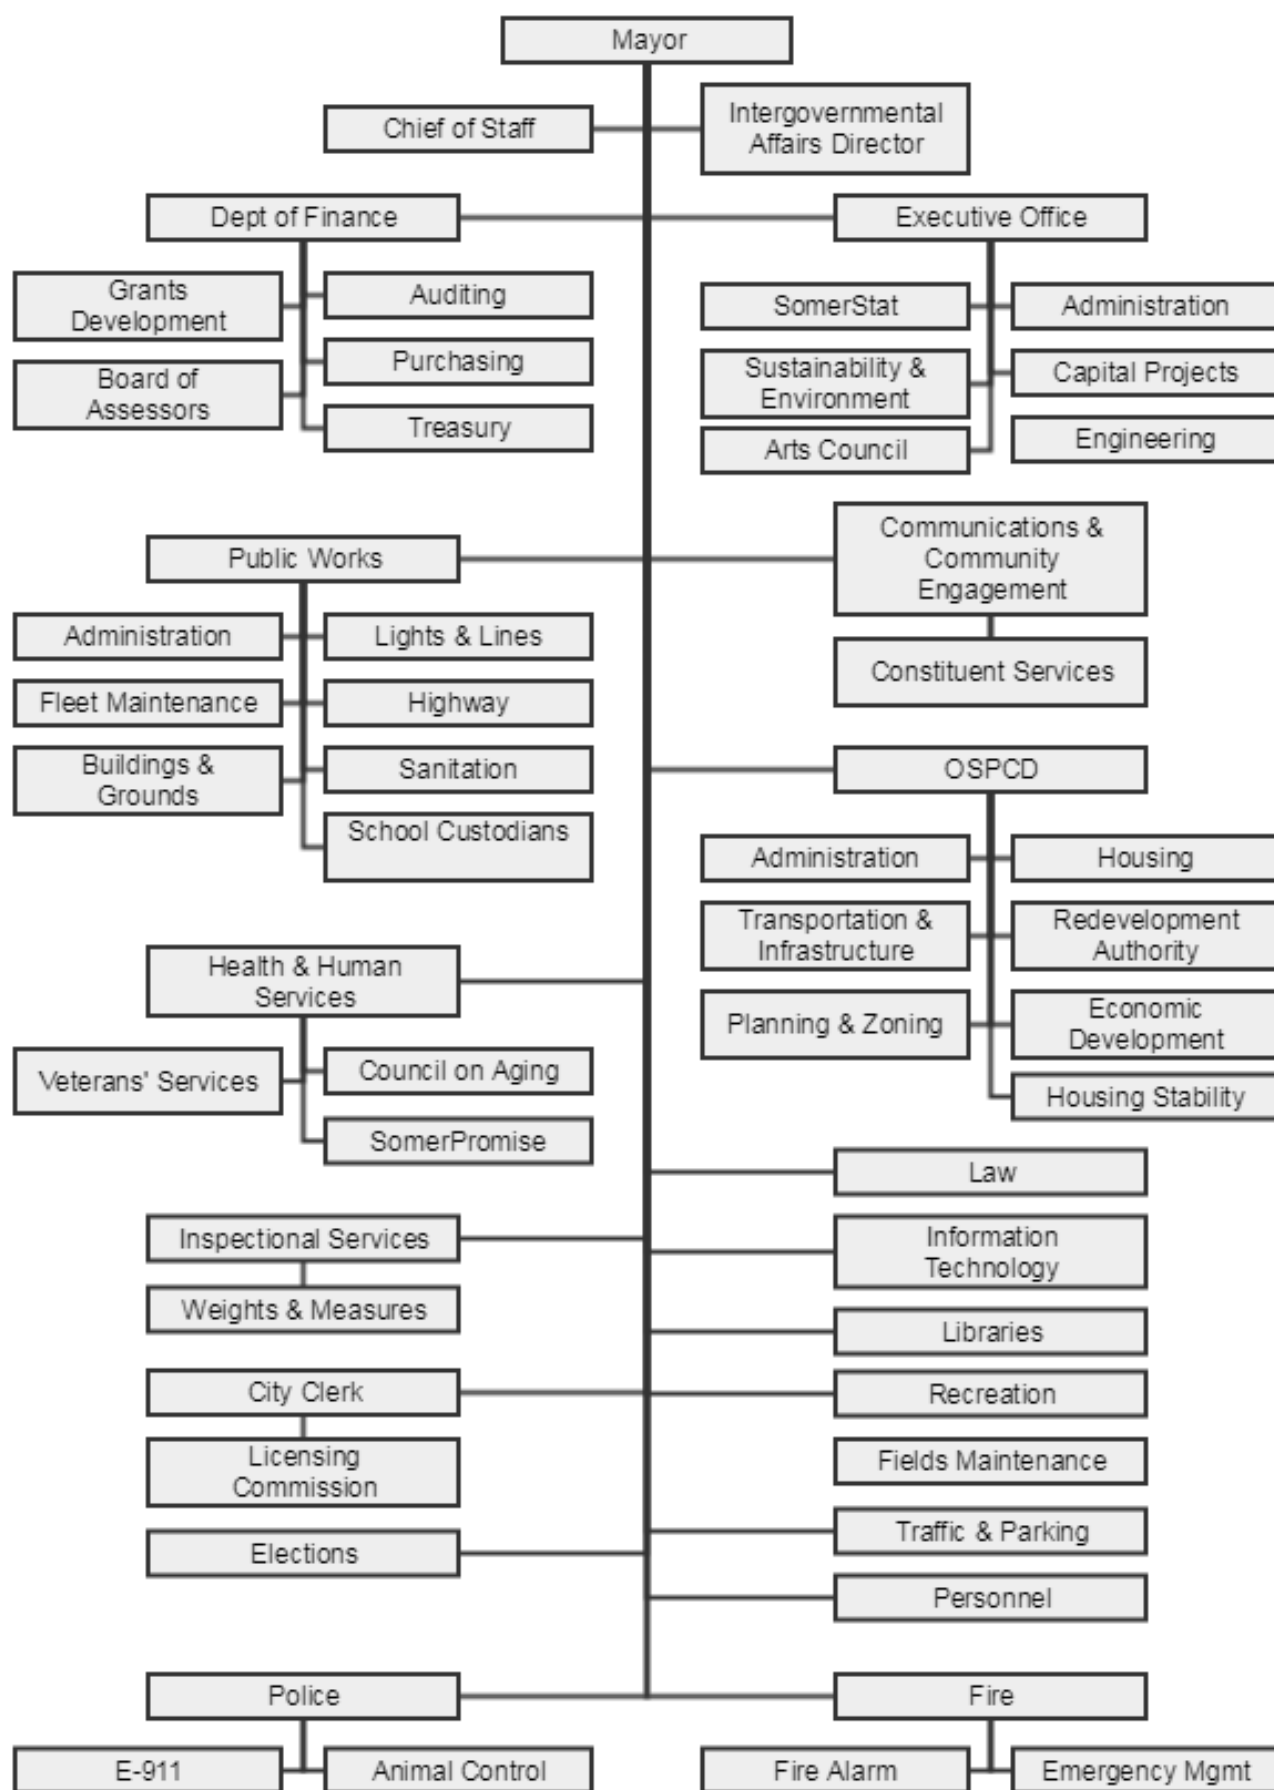 Mayor
Chief of Staff
Intergovernmental
Affairs Director
Dept of Finance
Executive Office
Grants
Development
Auditing
Board of
Assessors
Purchasing
Treasury
SomerStat
Administration
Sustainability &
Environment
Capital Projects
Arts Council
Engineering
Public Works
Communications &
Community
Engagement
Administration
Lights & Lines
Constituent Services
Fleet Maintenance
Highway
Buildings &
Grounds
Sanitation
School Custodians
OSPCD
Administration
Housing
Transportation &
Infrastructure
Redevelopment
Authority
Planning & Zoning
Economic
Development
Housing Stability
Health & Human
Services
Veterans' Services
Council on Aging
SomerPromise
Law
Inspectional Services
Information
Technology
Weights & Measures
Libraries
City Clerk
Recreation
Licensing
Commission
Fields Maintenance
Elections
Traffic & Parking
Personnel
Police
Fire
E-911
Animal Control
Fire Alarm
Emergency Mgmt